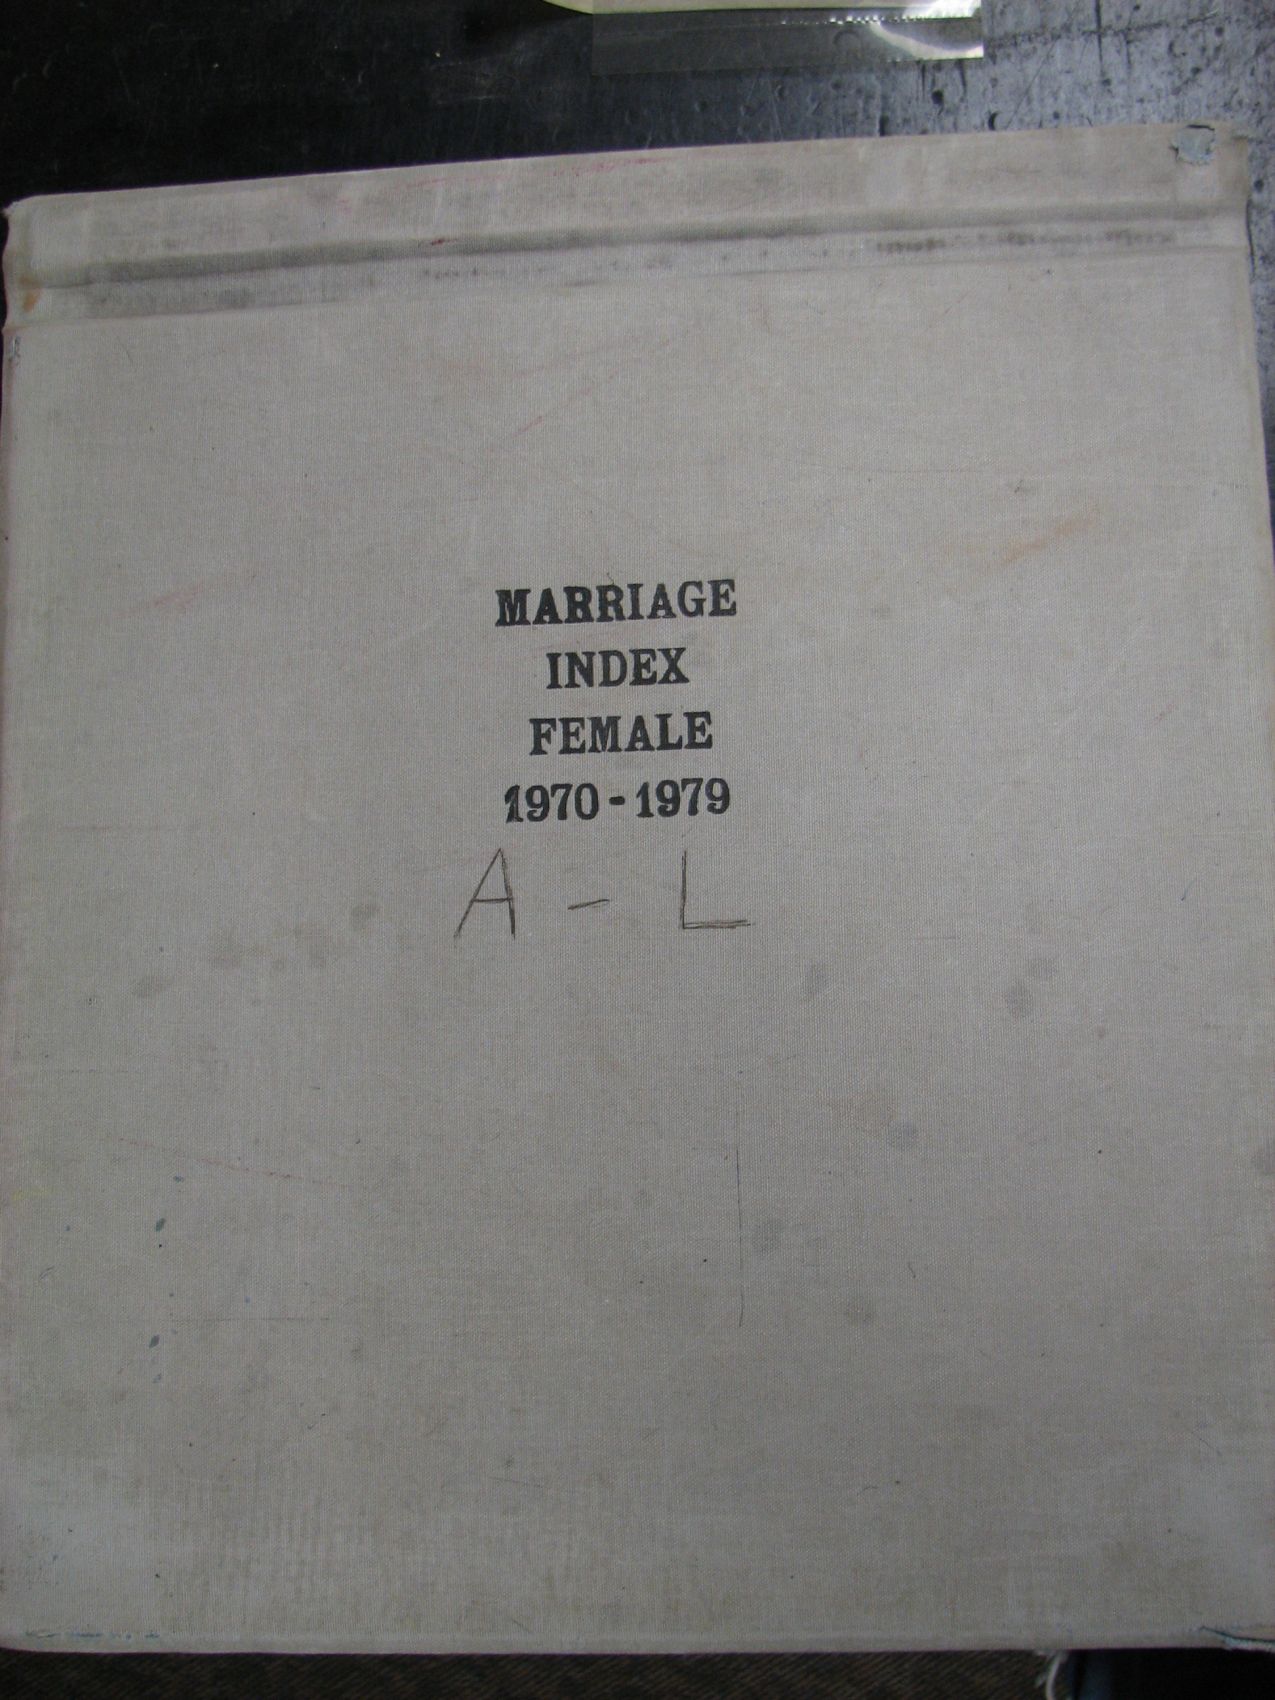 MARRIAGE
INDEX
FEMALE
1970-1979
A - L